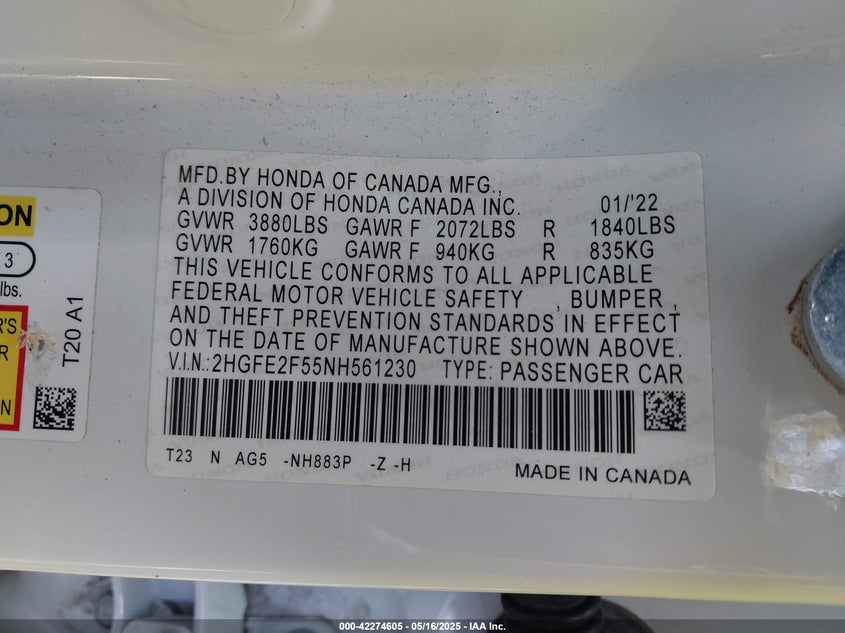 MFD.BY HONDA OF CANADA MFG.,
A DIVISION OF HONDA CANADA INC. 01/'22
GVWR 3880LBS GAWR F 2072LBS R 1840LBS
GVWR 1760KG GAWR F 940KG R 835KG
THIS VEHICLE CONFORMS TO ALL APPLICABLE
FEDERAL MOTOR VEHICLE SAFETY , BUMPER ,
AND THEFT PREVENTION STANDARDS IN EFFECT
ON THE DATE OF MANUFACTURE SHOWN ABOVE.
V.I.N.:2HGFE2F55NH561230 TYPE: PASSENGER CAR
T23 N AG5 -NH883P -Z -H
MADE IN CANADA
ON
3
lbs.
R'S
R
N
T20 A1
000-42274605 - 05/16/2025 - IAA Inc.